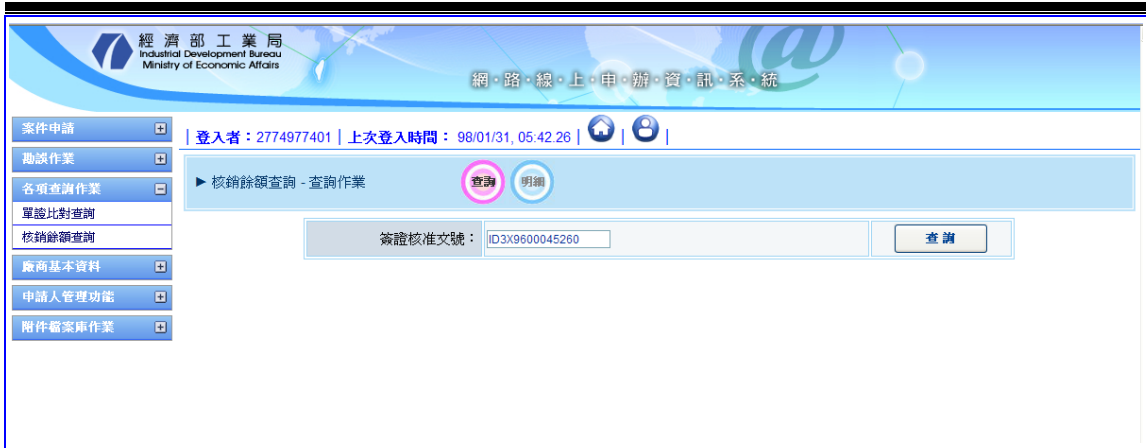 經濟部工業局
Industrial Development Bureau
Ministry of Economic Affairs
網・路・線・上・申・辦・資・訊・系・統
案件申請
勘誤作業
各項查詢作業
單證比對查詢
核銷餘額查詢
廠商基本資料
申請人管理功能
附件檔案庫作業
| 登入者：2774977401 | 上次登入時間： 98/01/31, 05:42.26 | | |
► 核銷餘額查詢 - 查詢作業 查詢 明細
簽證核准文號： ID3X9600045260 查詢